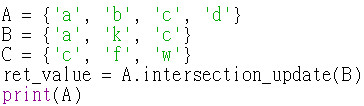 A = {'a', 'b', 'c', 'd'}
B = {'a', 'k', 'c'}
C = {'c', 'f', 'w'}
ret_value = A.intersection_update(B)
print(A)